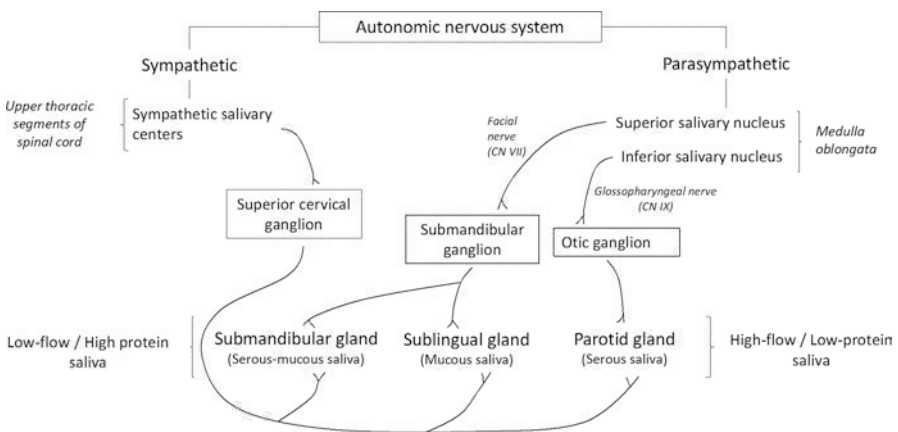 Autonomic nervous system
Sympathetic
Parasympathetic
Upper thoracic
segments of
spinal cord
Sympathetic salivary
centers
Facial
nerve
(CN VII)
Superior salivary nucleus
Inferior salivary nucleus
Medulla
oblongata
Glossopharyngeal nerve
(CN IX)
Superior cervical
ganglion
Submandibular
ganglion
Otic ganglion
Low-flow / High protein
saliva
Submandibular gland
(Serous-mucous saliva)
Sublingual gland
(Mucous saliva)
Parotid gland
(Serous saliva)
High-flow / Low-protein
saliva